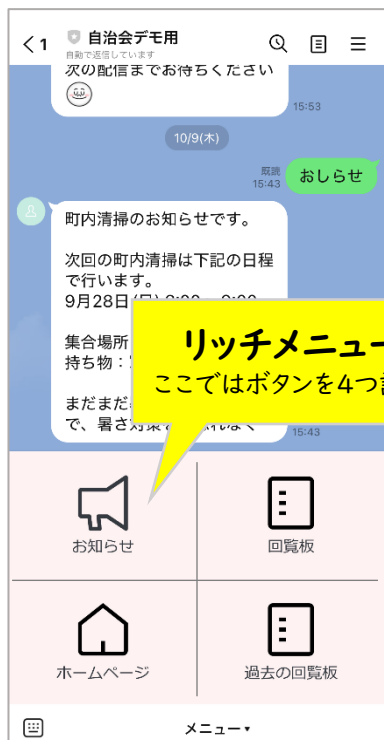 1 自治会デモ用
自動で返信しています
次の配信までお待ちください
15:53
10/9(木)
既読
15:43
おしらせ
町内清掃のお知らせです。
次回の町内清掃は下記の日程
で行います。
9月28日
集合場所
持ち物：
まだまだ
で、暑さ対策
15:43
リッチメニュー
ここではボタンを4つ
お知らせ
回覧板
ホームページ
過去の回覧板
メニュー▾